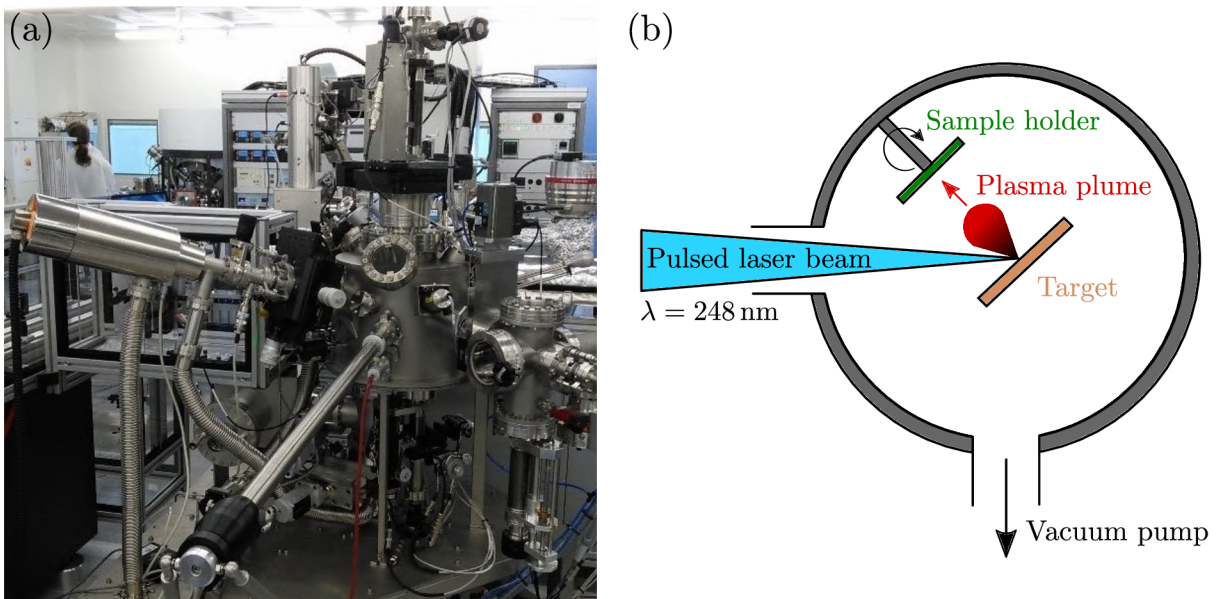 (a)
(b)
Sample holder
Plasma plume
Pulsed laser beam
Target
λ = 248 nm
Vacuum pump